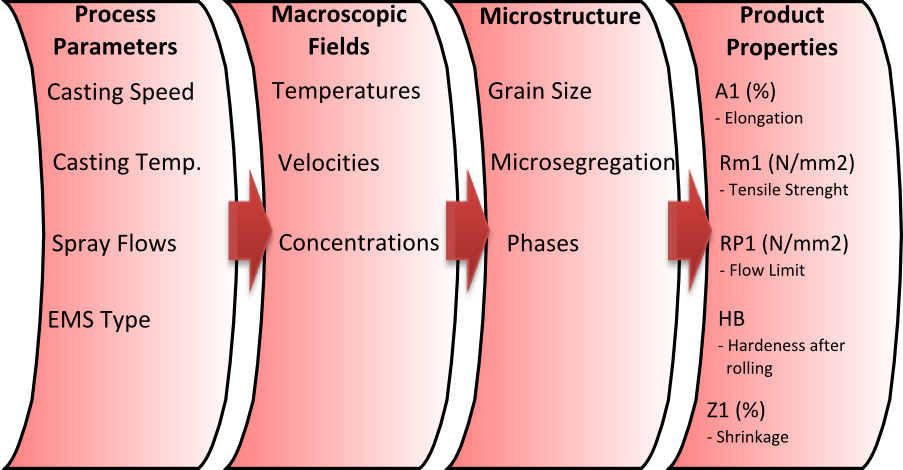 Process
Parameters
Casting Speed
Casting Temp.
Spray Flows
EMS Type
Macroscopic
Fields
Temperatures
Velocities
Concentrations
Microstructure
Grain Size
Microsegregation
Phases
Product
Properties
A1 (%)
- Elongation
Rm1 (N/mm2)
- Tensile Strenght
RP1 (N/mm2)
- Flow Limit
HB
- Hardeness after
rolling
Z1 (%)
- Shrinkage